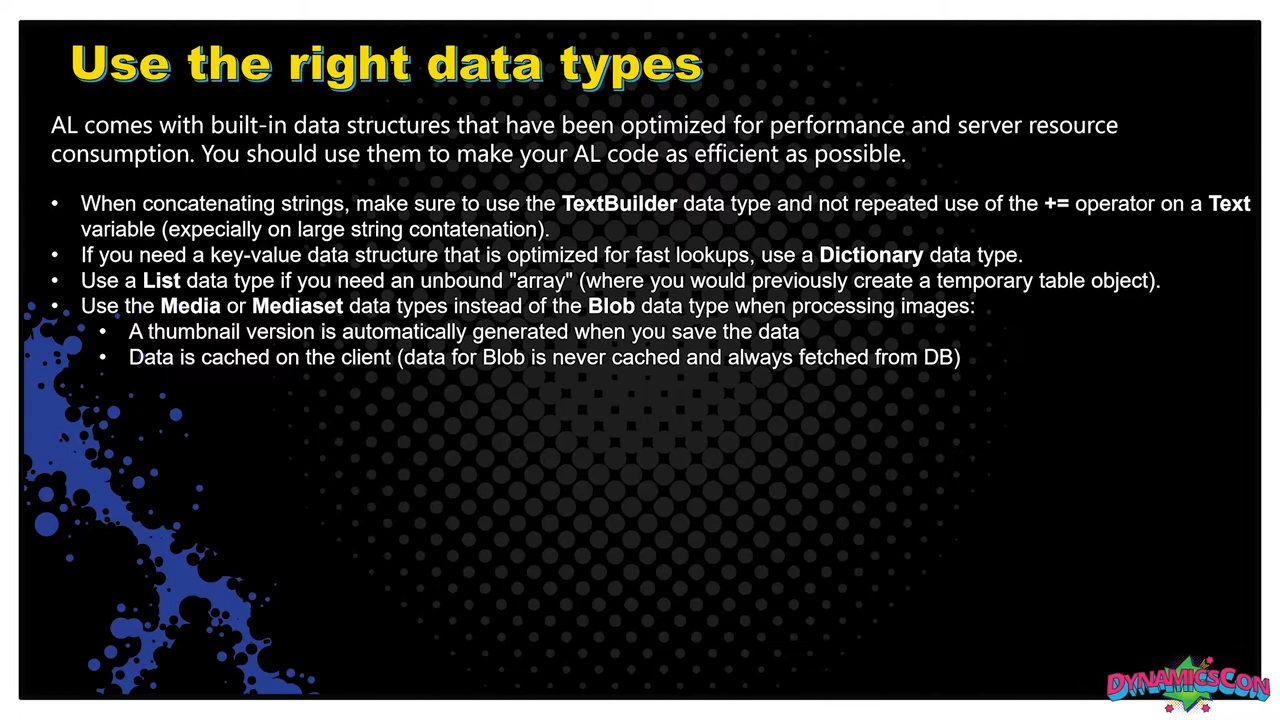 Use the right data types
AL comes with built-in data structures that have been optimized for performance and server resource
consumption. You should use them to make your AL code as efficient as possible.
• When concatenating strings, make sure to use the TextBuilder data type and not repeated use of the += operator on a Text
variable (expecially on large string contatenation).
• If you need a key-value data structure that is optimized for fast lookups, use a Dictionary data type.
• Use a List data type if you need an unbound "array" (where you would previously create a temporary table object).
• Use the Media or Mediaset data types instead of the Blob data type when processing images:
• A thumbnail version is automatically generated when you save the data
• Data is cached on the client (data for Blob is never cached and always fetched from DB)
DYNAMICSCON